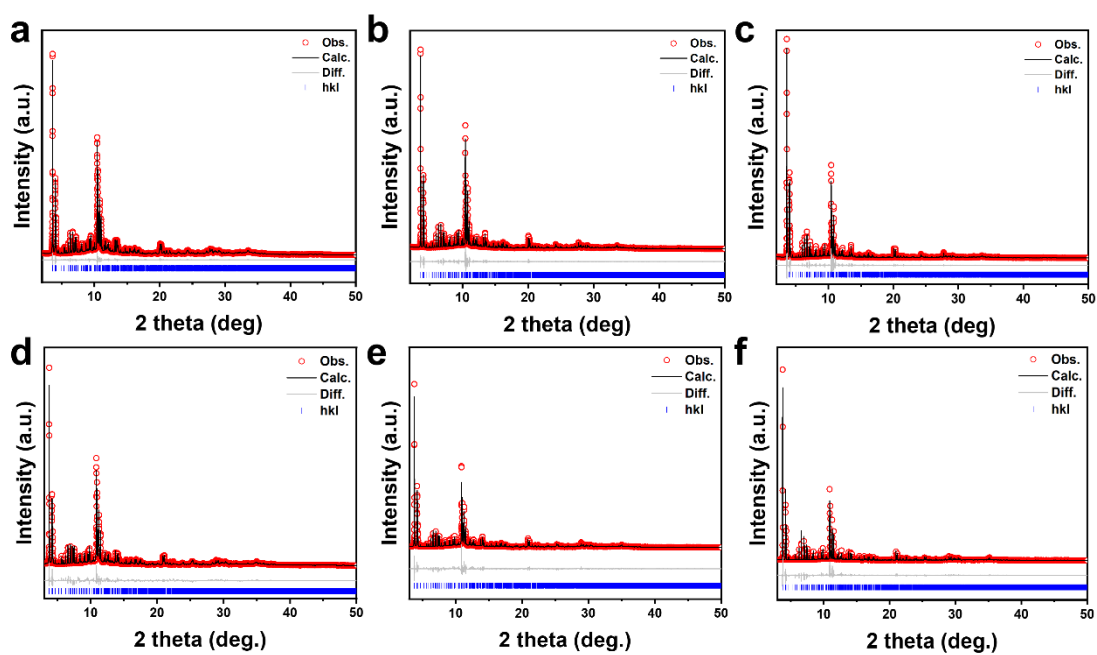 a
Obs.
Calc.
Diff.
hkl
Intensity (a.u.)
10 20 30 40 50
2 theta (deg)
b
Obs.
Calc.
Diff.
hkl
Intensity (a.u.)
10 20 30 40 50
2 theta (deg)
c
Obs.
Calc.
Diff.
hkl
Intensity (a.u.)
10 20 30 40 50
2 theta (deg)
d
Obs.
Calc.
Diff.
hkl
Intensity (a.u.)
10 20 30 40 50
2 theta (deg.)
e
Obs.
Calc.
Diff.
hkl
Intensity (a.u.)
10 20 30 40 50
2 theta (deg.)
f
Obs.
Calc.
Diff.
hkl
Intensity (a.u.)
10 20 30 40 50
2 theta (deg.)